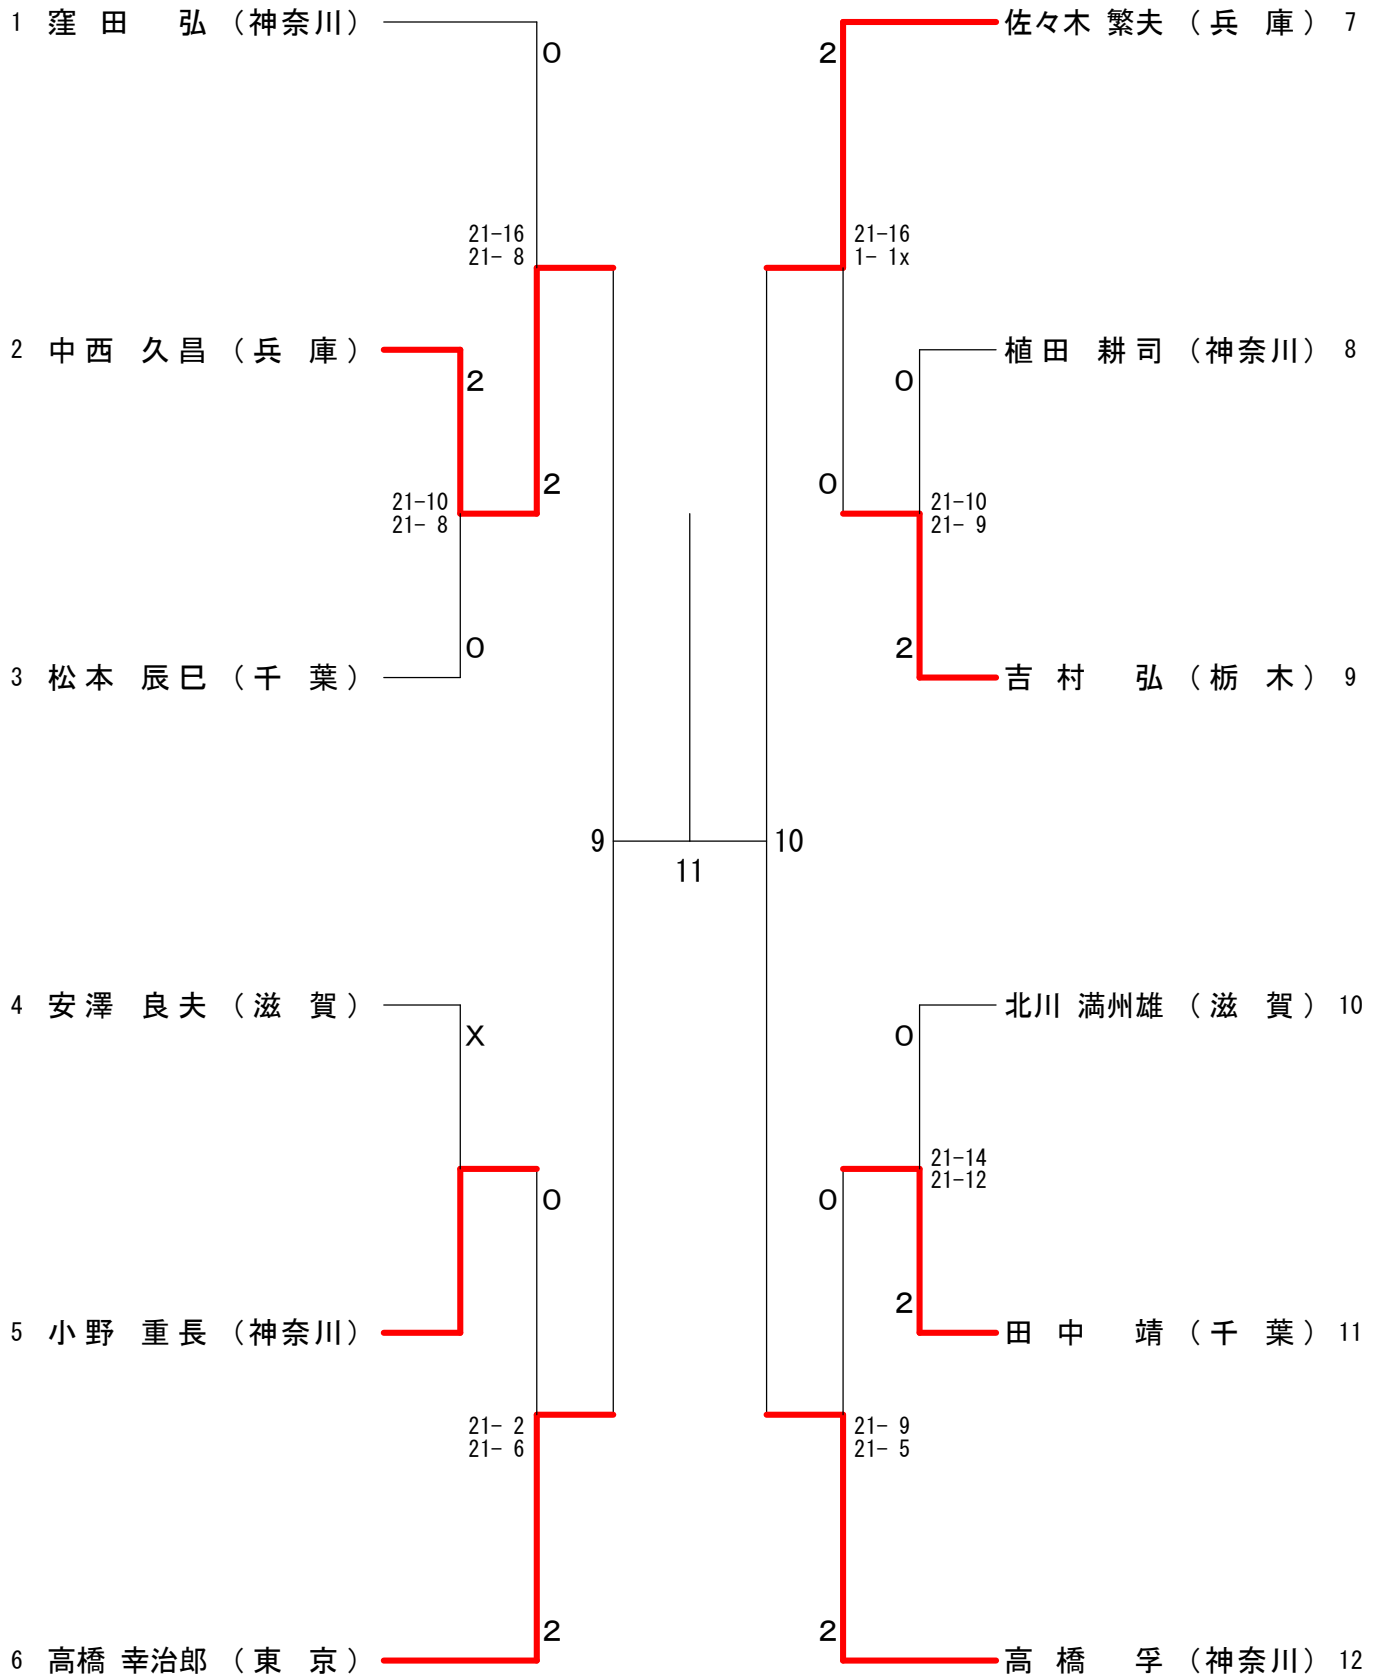 1 窪田 弘 (神奈川)
佐々木 繁夫 (兵 庫) 7
0
2
21-16
21- 8
21-16
1- 1x
2 中西 久昌 (兵 庫)
植田 耕司 (神奈川) 8
2
0
2
0
21-10
21- 8
21-10
21- 9
0
2
3 松本 辰巳 (千 葉)
吉村 弘 (栃 木) 9
9
10
11
4 安澤 良夫 (滋 賀)
北川 満州雄 (滋 賀) 10
X
0
21-14
21-12
0
0
2
5 小野 重長 (神奈川)
田中 靖 (千 葉) 11
21- 2
21- 6
21- 9
21- 5
2
2
6 高橋 幸治郎 (東 京)
高橋 孚 (神奈川) 12